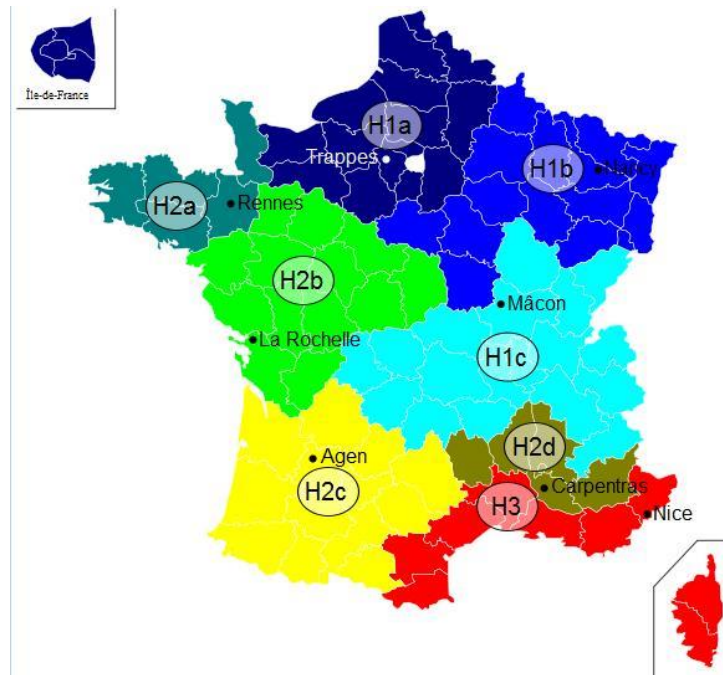 Île-de-France
H1a
Trappes
H1b
Nancy
H2a
Rennes
H2b
Mâcon
La Rochelle
H1c
H2d
Agen
Carpentras
H2c
H3
Nice